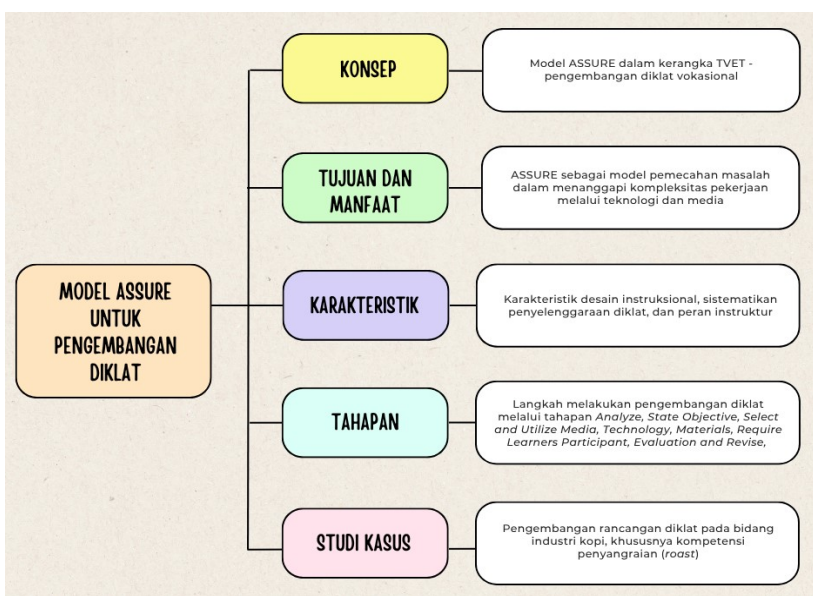 MODEL ASSURE
UNTUK
PENGEMBANGAN
DIKLAT
KONSEP
Model ASSURE dalam kerangka TVET -
pengembangan diklat vokasional
TUJUAN DAN
MANFAAT
ASSURE sebagai model pemecahan masalah
dalam menanggapi kompleksitas pekerjaan
melalui teknologi dan media
KARAKTERISTIK
Karakteristik desain instruksional, sistematikan
penyelenggaraan diklat, dan peran instruktur
TAHAPAN
Langkah melakukan pengembangan diklat
melalui tahapan Analyze, State Objective, Select
and Utilize Media, Technology, Materials, Require
Learners Participant, Evaluation and Revise,
STUDI KASUS
Pengembangan rancangan diklat pada bidang
industri kopi, khususnya kompetensi
penyangraian (roast)